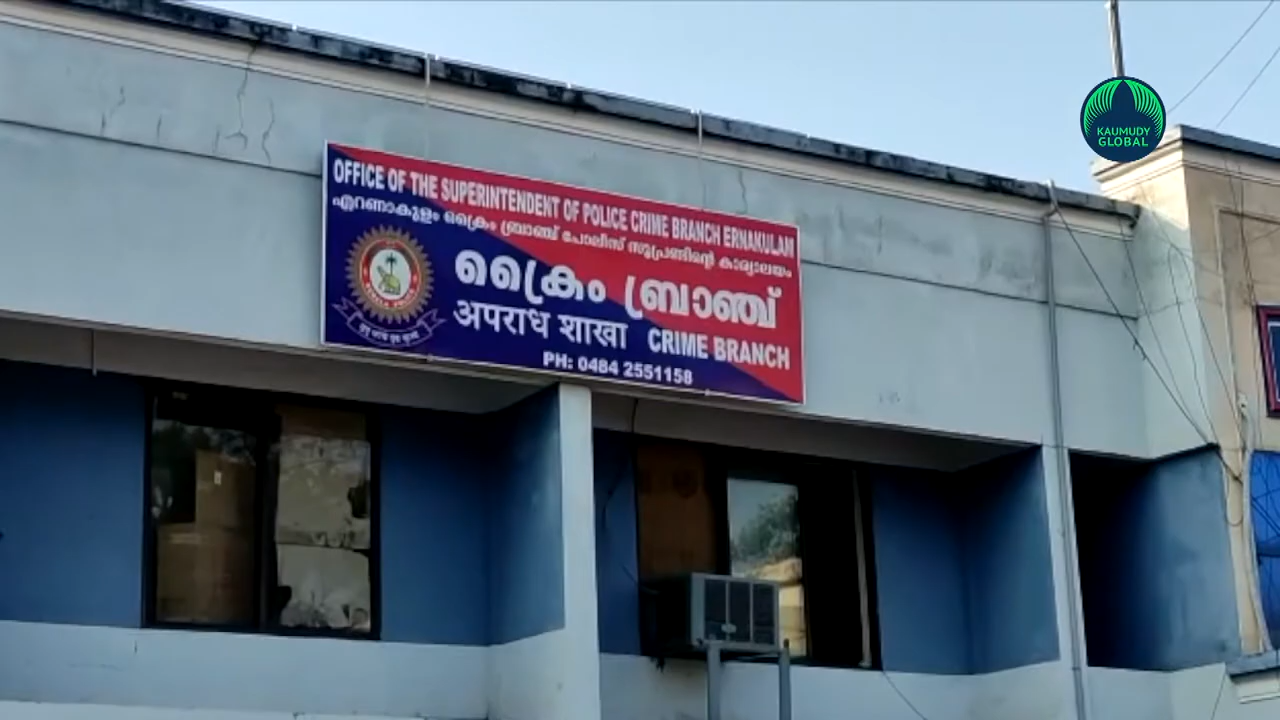 KAUMUDY
GLOBAL
OFFICE OF THE SUPERINTENDENT OF POLICE CRIME BRANCH ERNAKULAM
എറണാകുളം ക്രൈം ബ്രാഞ്ച് പോലീസ് സൂപ്രണ്ടിന്റെ കാര്യാലയം
ക്രൈം ബ്രാഞ്ച്
अपराध शाखा CRIME BRANCH
PH: 0484 2551158